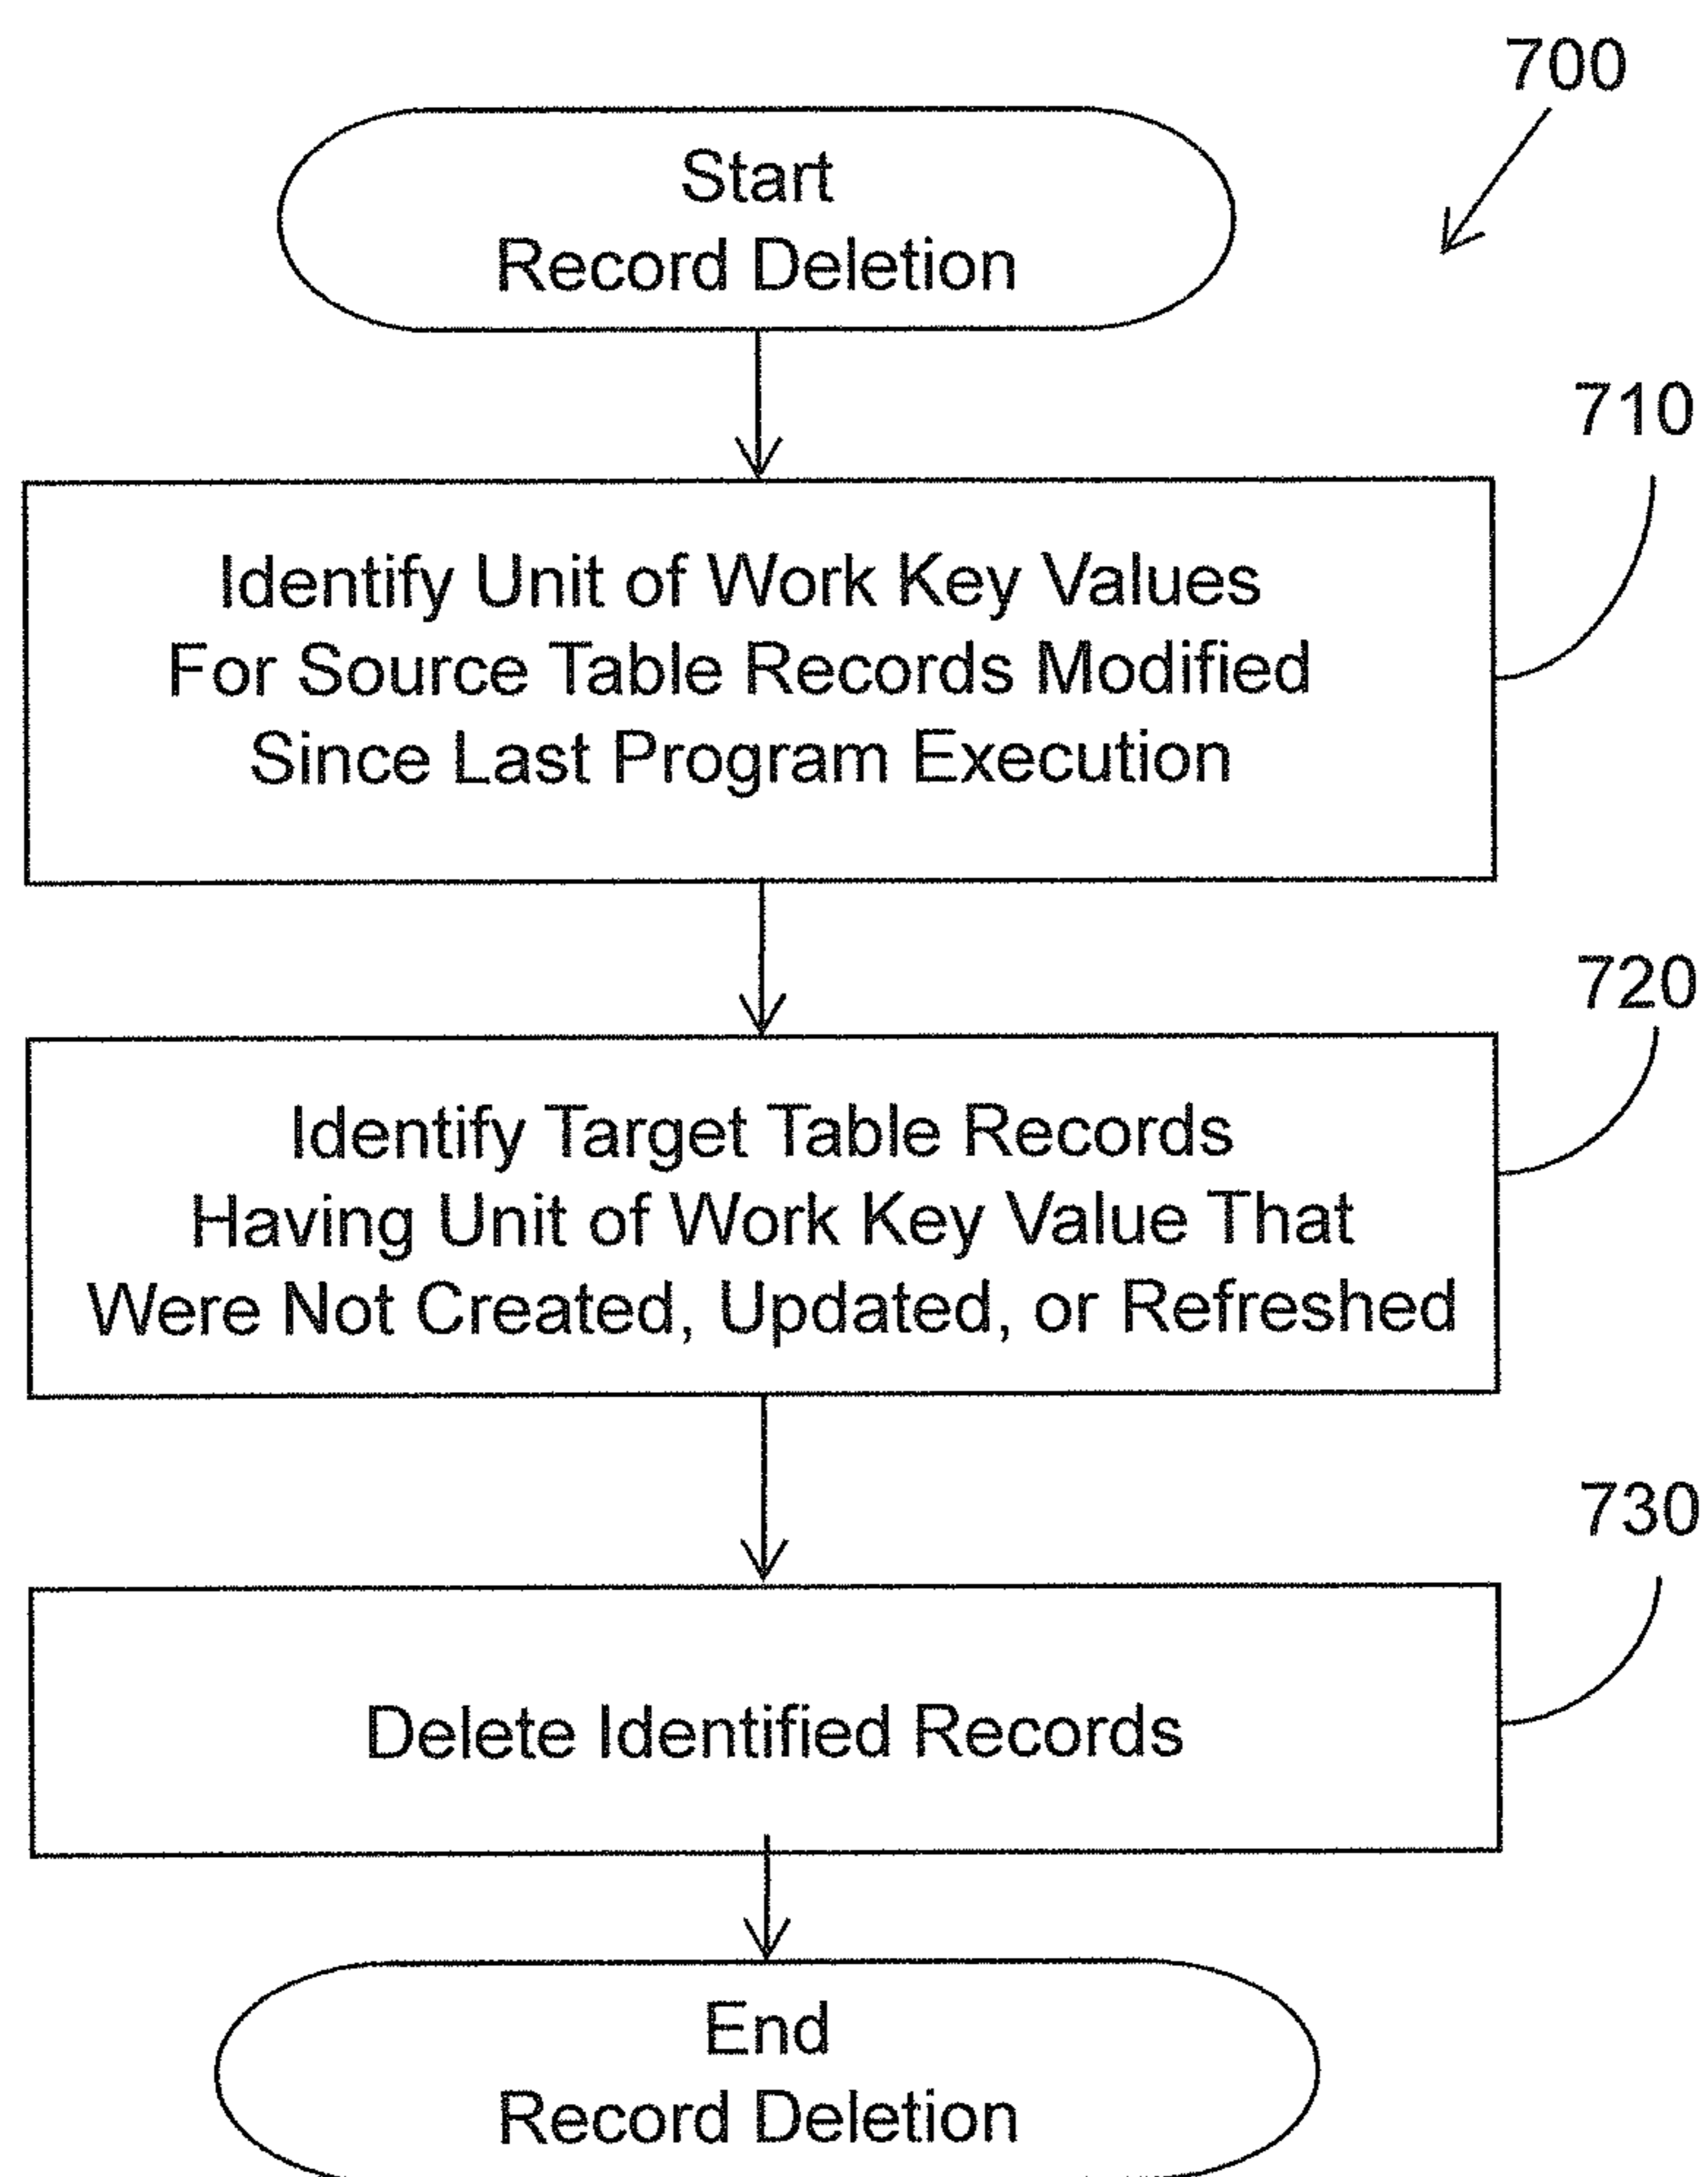 700
Start
Record Deletion
710
Identify Unit of Work Key Values
For Source Table Records Modified
Since Last Program Execution
720
Identify Target Table Records
Having Unit of Work Key Value That
Were Not Created, Updated, or Refreshed
730
Delete Identified Records
End
Record Deletion